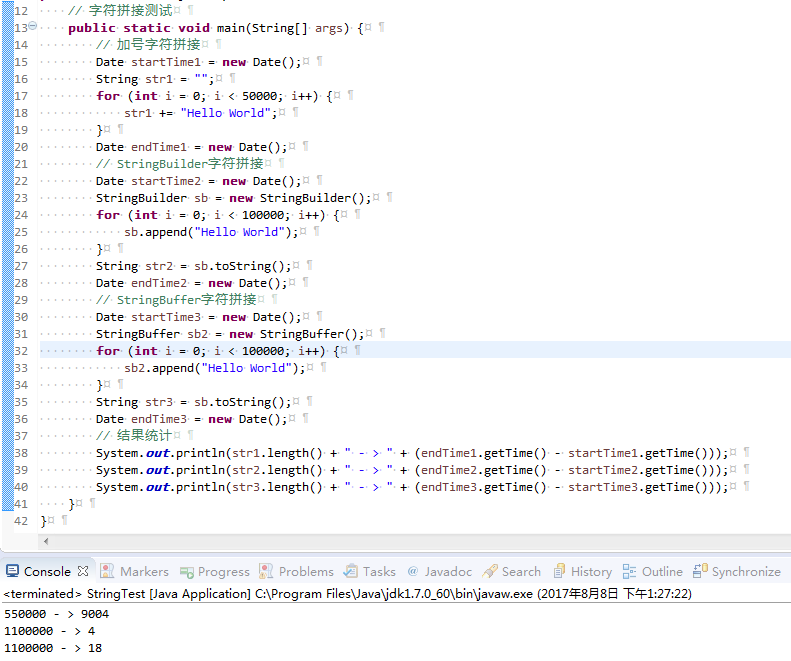 12 // 字符拼接测试
13 public static void main(String[] args) {
14 // 加号字符拼接
15 Date startTime1 = new Date();
16 String str1 = "";
17 for (int i = 0; i < 50000; i++) {
18 str1 += "Hello World";
19 }
20 Date endTime1 = new Date();
21 // StringBuilder字符拼接
22 Date startTime2 = new Date();
23 StringBuilder sb = new StringBuilder();
24 for (int i = 0; i < 100000; i++) {
25 sb.append("Hello World");
26 }
27 String str2 = sb.toString();
28 Date endTime2 = new Date();
29 // StringBuffer字符拼接
30 Date startTime3 = new Date();
31 StringBuffer sb2 = new StringBuffer();
32 for (int i = 0; i < 100000; i++) {
33 sb2.append("Hello World");
34 }
35 String str3 = sb.toString();
36 Date endTime3 = new Date();
37 // 结果统计
38 System.out.println(str1.length() + " - > " + (endTime1.getTime() - startTime1.getTime()));
39 System.out.println(str2.length() + " - > " + (endTime2.getTime() - startTime2.getTime()));
40 System.out.println(str3.length() + " - > " + (endTime3.getTime() - startTime3.getTime()));
41 }
42 }
Console Markers Progress Problems Tasks @ Javadoc Search History Outline Synchronize
<terminated> StringTest [Java Application] C:\Program Files\Java\jdk1.7.0_60\bin\javaw.exe (2017年8月8日 下午1:27:22)
550000 - > 9004
1100000 - > 4
1100000 - > 18